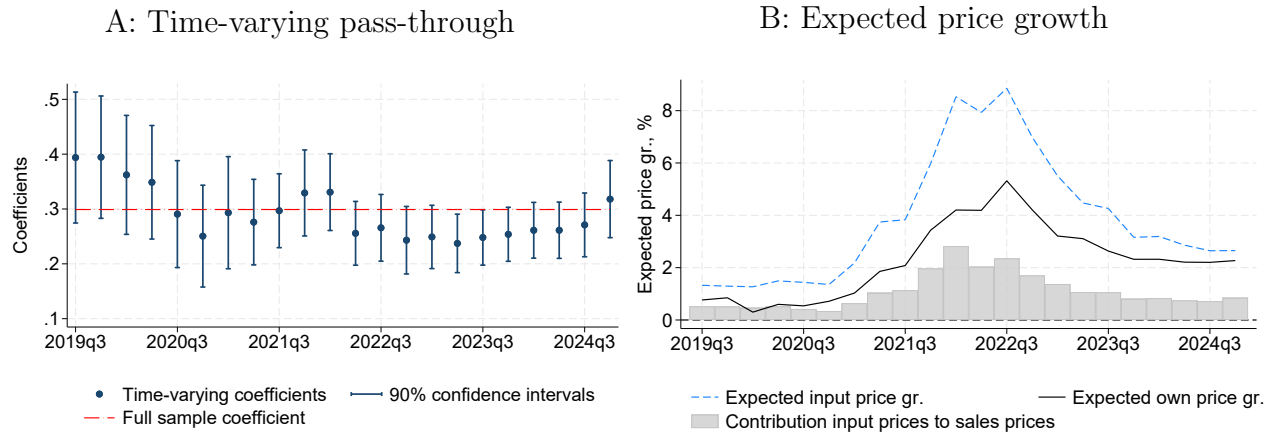 A: Time-varying pass-through
Coefficients
.5
.4
.3
.2
.1
2019q3 2020q3 2021q3 2022q3 2023q3 2024q3
Time-varying coefficients 90% confidence intervals
Full sample coefficient
B: Expected price growth
Expected price gr., %
8
6
4
2
0
2019q3 2020q3 2021q3 2022q3 2023q3 2024q3
Expected input price gr. Expected own price gr.
Contribution input prices to sales prices